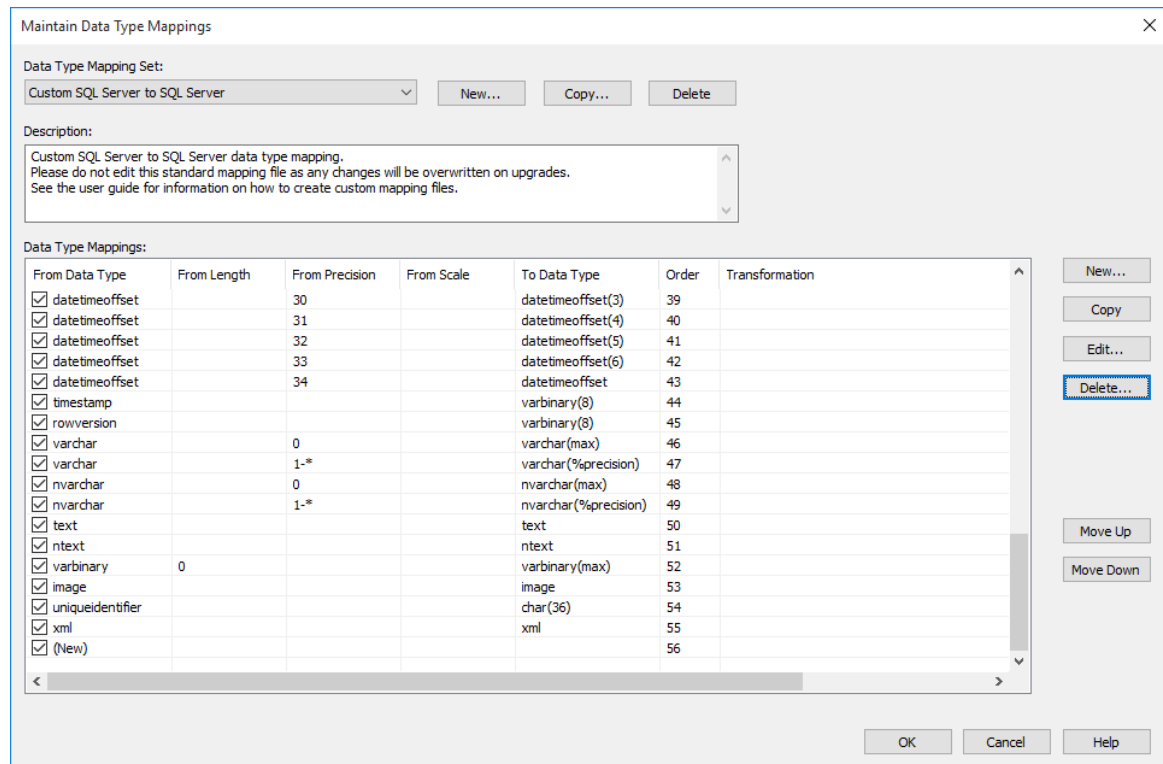 Maintain Data Type Mappings
Data Type Mapping Set:
Custom SQL Server to SQL Server New... Copy... Delete
Description:
Custom SQL Server to SQL Server data type mapping.
Please do not edit this standard mapping file as any changes will be overwritten on upgrades.
See the user guide for information on how to create custom mapping files.
Data Type Mappings:
From Data Type From Length From Precision From Scale To Data Type Order Transformation
datetimeoffset 30 datetimeoffset(3) 39
datetimeoffset 31 datetimeoffset(4) 40
datetimeoffset 32 datetimeoffset(5) 41
datetimeoffset 33 datetimeoffset(6) 42
datetimeoffset 34 datetimeoffset 43
timestamp varbinary(8) 44
rowversion varbinary(8) 45
varchar 0 varchar(max) 46
varchar 1-* varchar(%precision) 47
nvarchar 0 nvarchar(max) 48
nvarchar 1-* nvarchar(%precision) 49
text text 50
ntext ntext 51
varbinary 0 varbinary(max) 52
image image 53
uniqueidentifier char(36) 54
xml xml 55
(New) 56
New...
Copy
Edit...
Delete...
Move Up
Move Down
OK Cancel Help